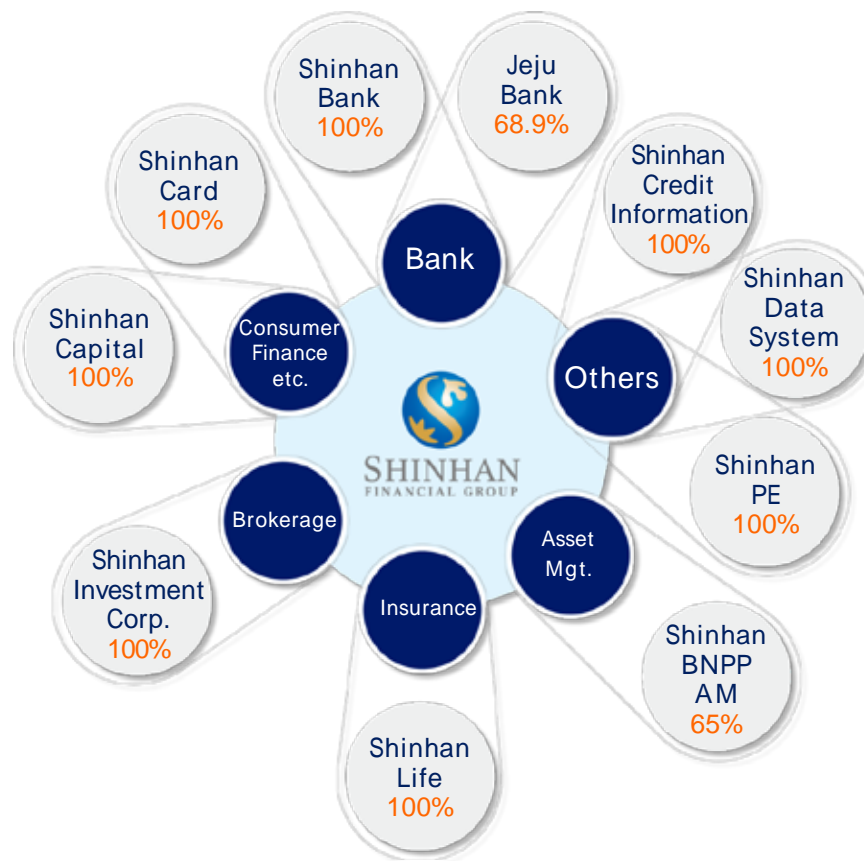 Shinhan
Bank
100%
Jeju
Bank
68.9%
Shinhan
Card
100%
Shinhan
Credit
Information
100%
Bank
Shinhan
Capital
100%
Consumer
Finance
etc.
Others
Shinhan
Data
System
100%
SHINHAN
FINANCIAL GROUP
Shinhan
PE
100%
Brokerage
Asset
Mgt.
Shinhan
Investment
Corp.
100%
Insurance
Shinhan
BNPP
AM
65%
Shinhan
Life
100%